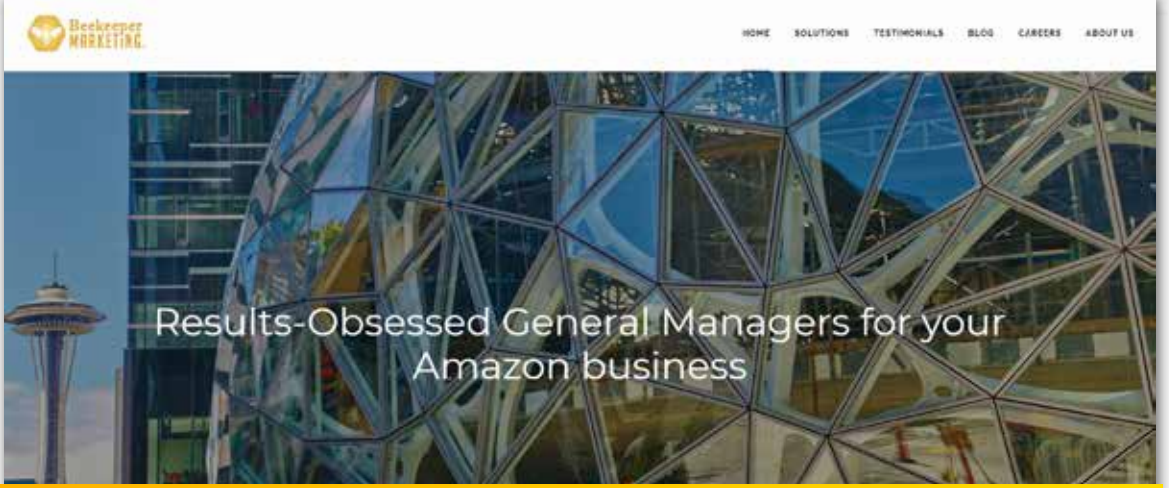 Beekeeper
MARKETING.
HOME SOLUTIONS TESTIMONIALS BLOG CAREERS ABOUT US
Results-Obsessed General Managers for your
Amazon business